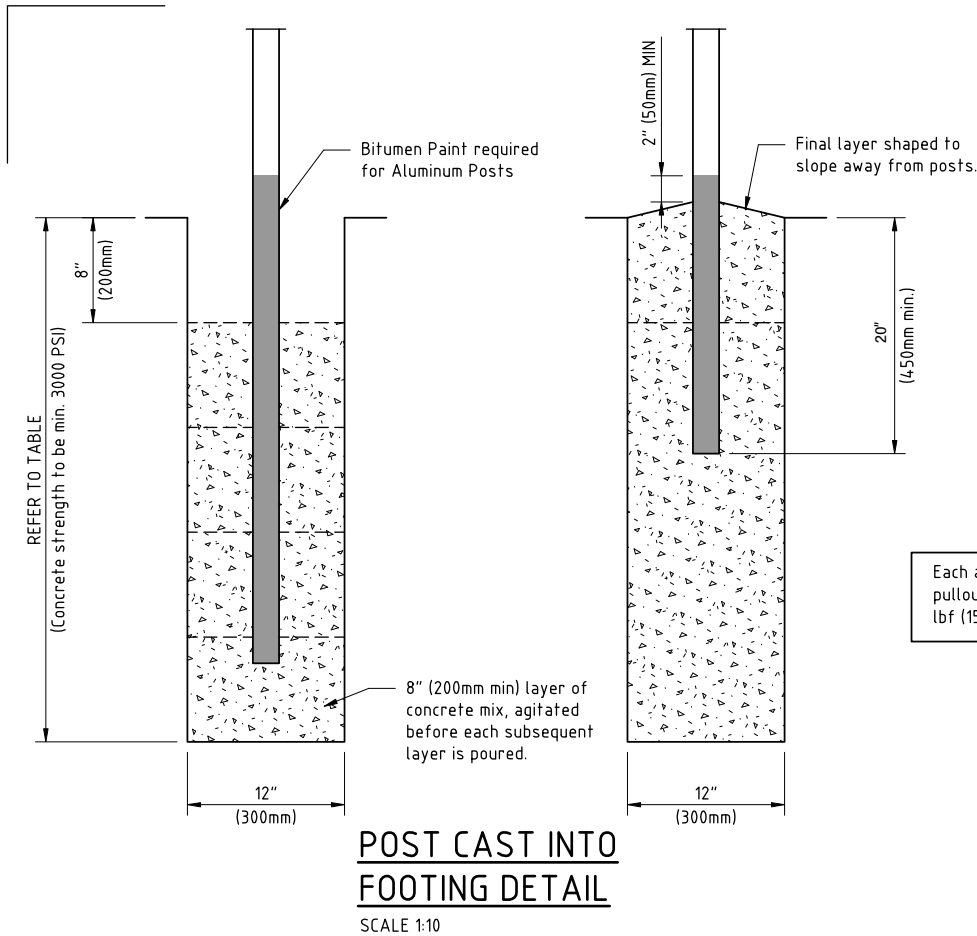 Bitumen Paint required
for Aluminum Posts
8"
(200mm)
REFER TO TABLE
(Concrete strength to be min. 3000 PSI)
8" (200mm min) layer of
concrete mix, agitated
before each subsequent
layer is poured.
12"
(300mm)
2" (50mm) MIN
Final layer shaped to
slope away from posts.
20"
(450mm min.)
Each a
pullou
lbf (15
12"
(300mm)
POST CAST INTO
FOOTING DETAIL
SCALE 1:10